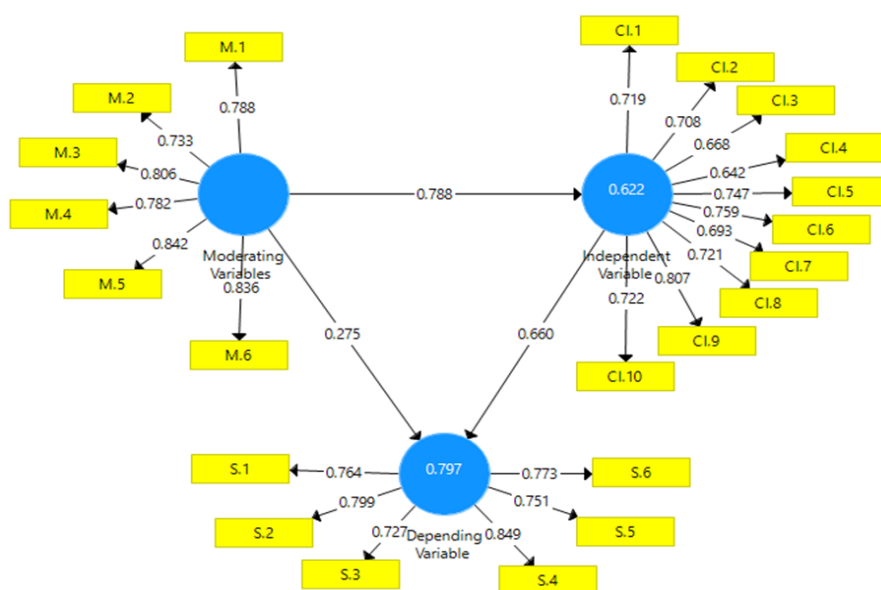 M.1
M.2
M.3
M.4
M.5
M.6
0.788
0.733
0.806
0.782
0.842
0.836
Moderating
Variables
0.788
0.275
0.660
CI.1
CI.2
CI.3
CI.4
CI.5
CI.6
CI.7
CI.8
CI.9
CI.10
0.719
0.708
0.668
0.642
0.747
0.759
0.693
0.721
0.807
0.722
0.622
Independent
Variable
0.797
Depending
Variable
S.1
S.2
S.3
S.4
S.5
S.6
0.764
0.799
0.727
0.849
0.751
0.773